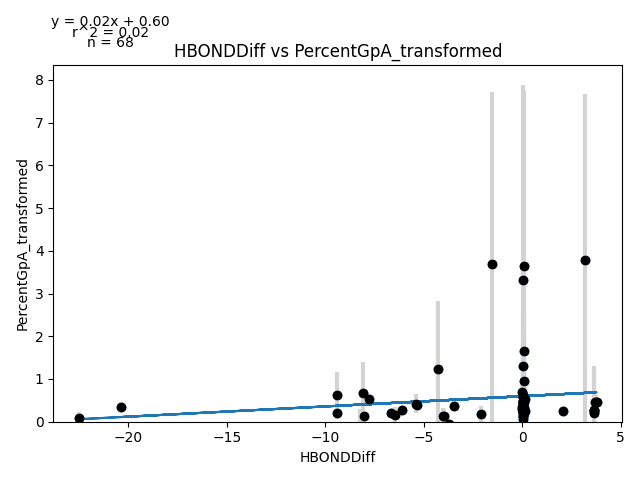 y = 0.02x + 0.60
r^2 = 0.02
n = 68
HBONDDiff vs PercentGpA_transformed
PercentGpA_transformed
8
7
6
5
4
3
2
1
0
−20
−15
−10
−5
0
5
HBONDDiff